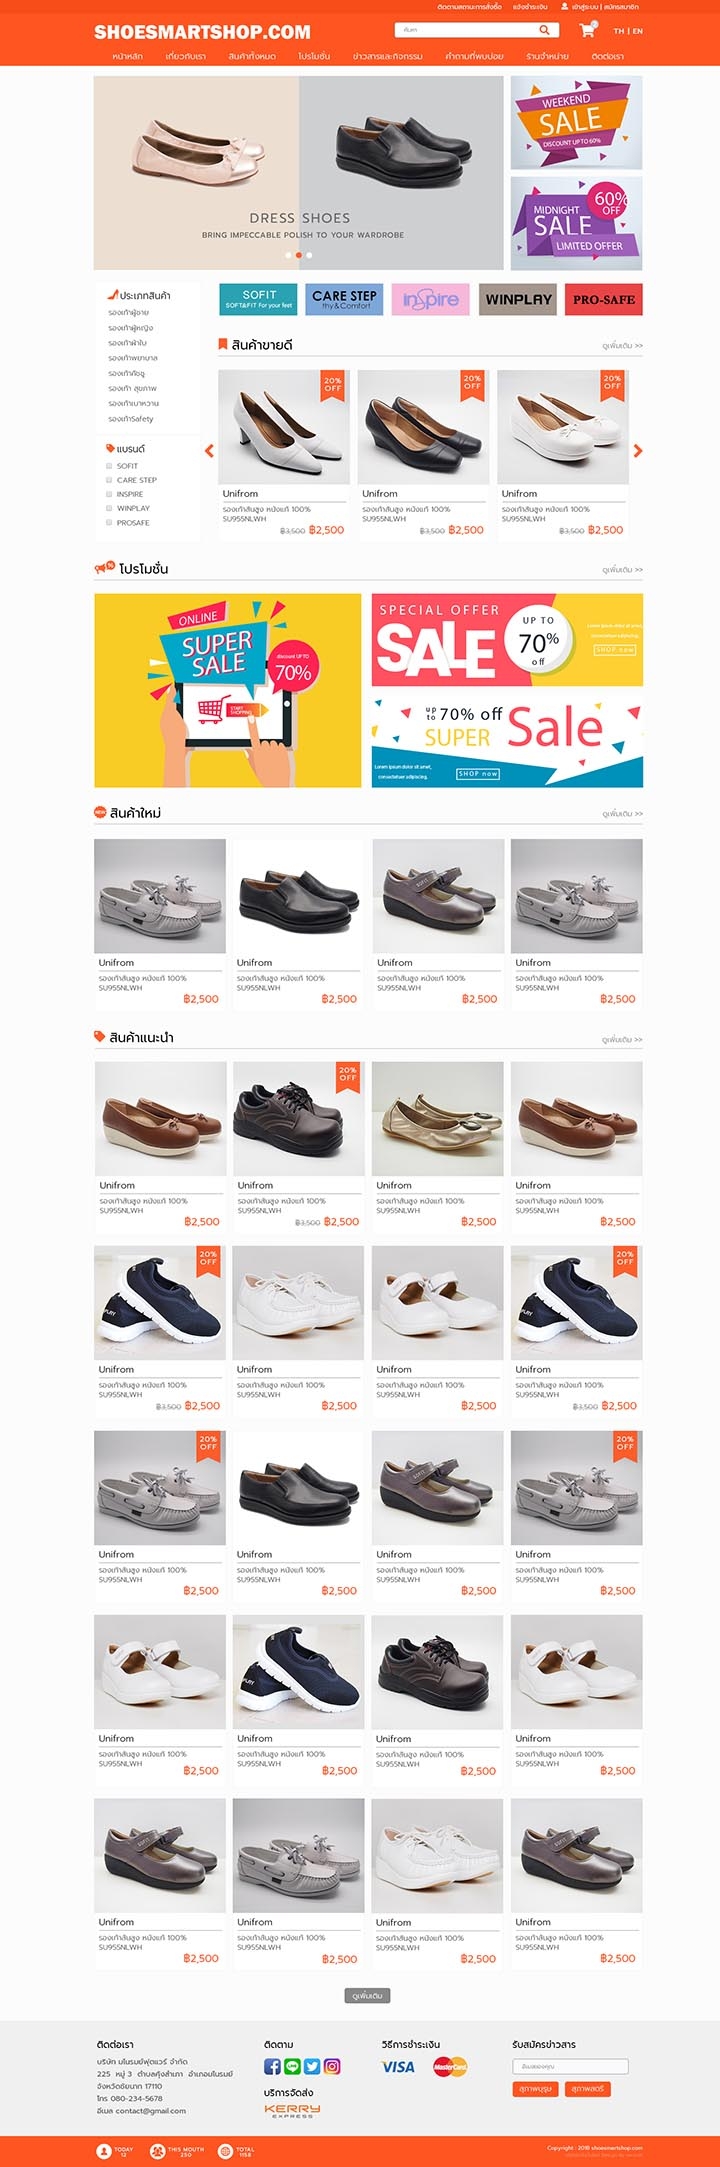 ติดตามสถานะการสั่งซื้อ แจ้งชำระเงิน เข้าสู่ระบบ | สมัครสมาชิก
SHOESMARTSHOP.COM
ค้นหา
TH | EN
หน้าหลัก เกี่ยวกับเรา สินค้าทั้งหมด โปรโมชั่น ข่าวสารและกิจกรรม คำถามที่พบบ่อย ร้านจำหน่าย ติดต่อเรา
DRESS SHOES
BRING IMPECCABLE POLISH TO YOUR WARDROBE
WEEKEND
SALE
DISCOUNT UP TO 60%
60%
OFF
MIDNIGHT
SALE
LIMITED OFFER
ประเภทสินค้า
รองเท้าผู้ชาย
รองเท้าผู้หญิง
รองเท้าผ้าใบ
รองเท้าพยาบาล
รองเท้าคัชชู
รองเท้า สุขภาพ
รองเท้าเบาหวาน
รองเท้าSafety
แบรนด์
SOFIT
CARE STEP
INSPIRE
WINPLAY
PROSAFE
SOFIT
SOFT&FIT For your feet
CARE STEP
thy&Comfort
inspire
WINPLAY
PRO-SAFE
สินค้าขายดี
ดูเพิ่มเติม >>
20% OFF
20% OFF
20% OFF
Unifrom
รองเท้าส้นสูง หนังแท้ 100%
SU955NLWH
฿3,500 ฿2,500
Unifrom
รองเท้าส้นสูง หนังแท้ 100%
SU955NLWH
฿3,500 ฿2,500
Unifrom
รองเท้าส้นสูง หนังแท้ 100%
SU955NLWH
฿3,500 ฿2,500
โปรโมชั่น
ดูเพิ่มเติม >>
ONLINE
SUPER
SALE
discount UP TO
70%
START
SHOPPING
SPECIAL OFFER
SALE
UP TO
70%
off
SHOP now
up to 70% off
SUPER Sale
Lorem ipsum dolor sit amet,
consectetuer adipiscing.
SHOP now
สินค้าใหม่
ดูเพิ่มเติม >>
Unifrom
รองเท้าส้นสูง หนังแท้ 100%
SU955NLWH
฿2,500
Unifrom
รองเท้าส้นสูง หนังแท้ 100%
SU955NLWH
฿2,500
Unifrom
รองเท้าส้นสูง หนังแท้ 100%
SU955NLWH
฿2,500
Unifrom
รองเท้าส้นสูง หนังแท้ 100%
SU955NLWH
฿2,500
สินค้าแนะนำ
ดูเพิ่มเติม >>
Unifrom
รองเท้าส้นสูง หนังแท้ 100%
SU955NLWH
฿2,500
20% OFF
Unifrom
รองเท้าส้นสูง หนังแท้ 100%
SU955NLWH
฿3,500 ฿2,500
Unifrom
รองเท้าส้นสูง หนังแท้ 100%
SU955NLWH
฿2,500
Unifrom
รองเท้าส้นสูง หนังแท้ 100%
SU955NLWH
฿2,500
20% OFF
Unifrom
รองเท้าส้นสูง หนังแท้ 100%
SU955NLWH
฿3,500 ฿2,500
Unifrom
รองเท้าส้นสูง หนังแท้ 100%
SU955NLWH
฿2,500
Unifrom
รองเท้าส้นสูง หนังแท้ 100%
SU955NLWH
฿2,500
20% OFF
Unifrom
รองเท้าส้นสูง หนังแท้ 100%
SU955NLWH
฿3,500 ฿2,500
20% OFF
Unifrom
รองเท้าส้นสูง หนังแท้ 100%
SU955NLWH
฿2,500
Unifrom
รองเท้าส้นสูง หนังแท้ 100%
SU955NLWH
฿2,500
Unifrom
รองเท้าส้นสูง หนังแท้ 100%
SU955NLWH
฿2,500
20% OFF
Unifrom
รองเท้าส้นสูง หนังแท้ 100%
SU955NLWH
฿2,500
Unifrom
รองเท้าส้นสูง หนังแท้ 100%
SU955NLWH
฿2,500
Unifrom
รองเท้าส้นสูง หนังแท้ 100%
SU955NLWH
฿2,500
Unifrom
รองเท้าส้นสูง หนังแท้ 100%
SU955NLWH
฿2,500
Unifrom
รองเท้าส้นสูง หนังแท้ 100%
SU955NLWH
฿2,500
Unifrom
รองเท้าส้นสูง หนังแท้ 100%
SU955NLWH
฿2,500
Unifrom
รองเท้าส้นสูง หนังแท้ 100%
SU955NLWH
฿2,500
Unifrom
รองเท้าส้นสูง หนังแท้ 100%
SU955NLWH
฿2,500
Unifrom
รองเท้าส้นสูง หนังแท้ 100%
SU955NLWH
฿2,500
ดูเพิ่มเติม
ติดต่อเรา
บริษัท มโนรมย์ฟุตแวร์ จำกัด
225 หมู่ 3 ตำบลคุ้งสำเภา อำเภอมโนรมย์
จังหวัดชัยนาท 17110
โทร 080-234-5678
อีเมล contact@gmail.com
ติดตาม
บริการจัดส่ง
KERRY
EXPRESS
วิธีการชำระเงิน
VISA MasterCard
รับสมัครข่าวสาร
อีเมลของคุณ
สุภาพบุรุษ สุภาพสตรี
TODAY
12
THIS MOUTH
250
TOTAL
1158
Copyright : 2018 shoesmartshop.com